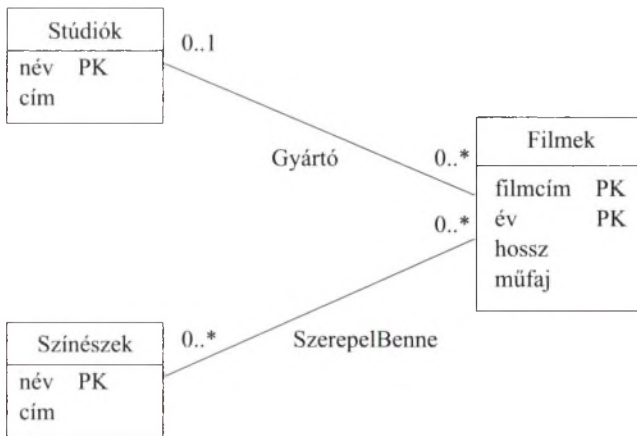 Stúdiók
név PK
cím
0..1
Gyártó
0..*
Filmek
filmcím PK
év PK
hossz
műfaj
0..*
Színészek
név PK
cím
0..*
SzerepelBenne